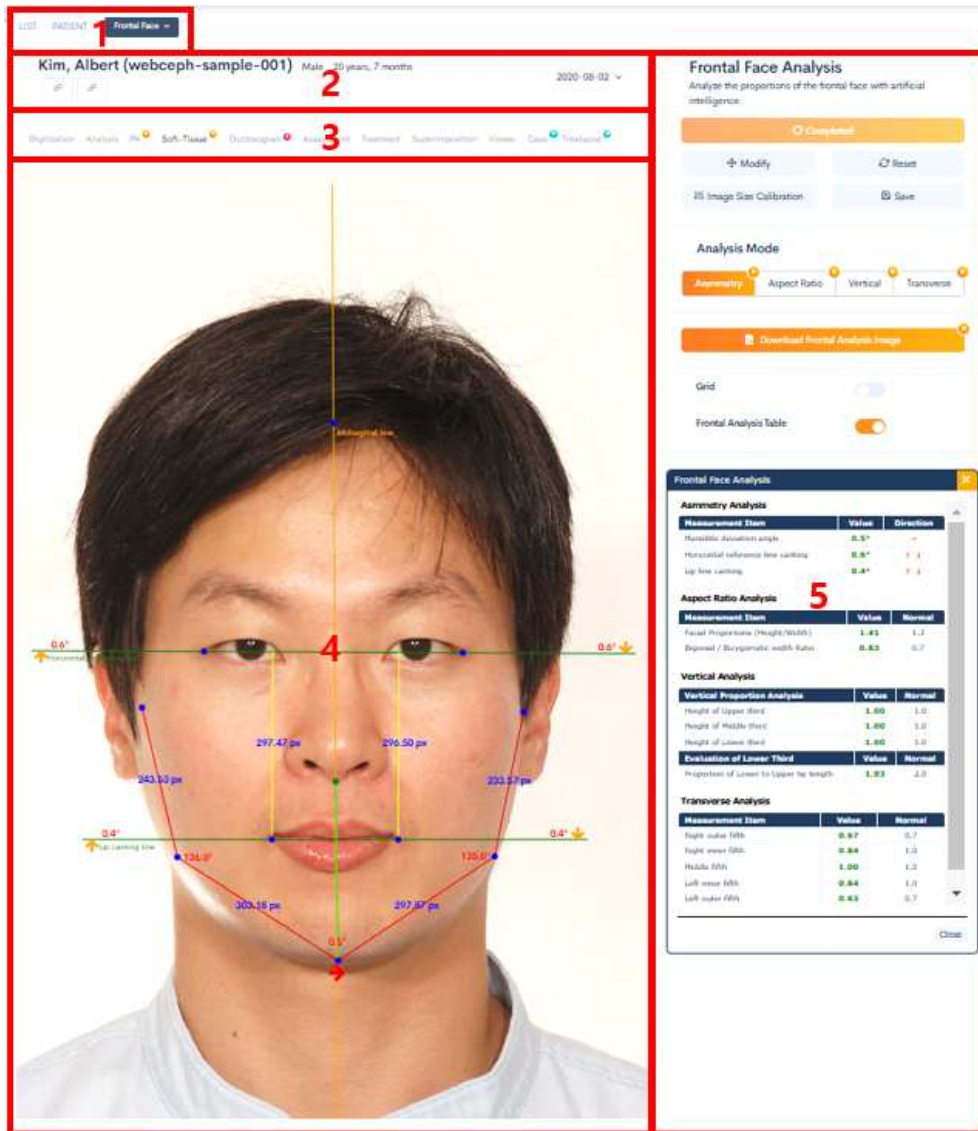 LIST PATIENT Frontal Face
1
Kim, Albert (webceph-sample-001) Male 20 years, 7 months
2
2020-08-02
Digitization Analysis PA Soft-Tissue Treatment Superimposition Viewer Case Timelapse
3
Frontal Face Analysis
Analyze the proportions of the frontal face with artificial
intelligence.
Completed
Modify Reset
Image Size Calibration Save
Analysis Mode
Asymmetry Aspect Ratio Vertical Transverse
Download Frontal Analysis Image
Grid
Frontal Analysis Table
Midsagittal line
4
0.6° 0.6°
Horizontal
297.47 px 296.50 px
243.53 px 233.57 px
0.4° 0.4°
Lip canting line
136.0° 135.0°
303.18 px 297.87 px
0.5°
Frontal Face Analysis
Asmmetry Analysis
Measurement Item Value Direction
Mandible deviation angle 0.5° →
Horizontal reference line canting 0.6° ↑ ↓
Lip line canting 0.4° ↑ ↓
5
Aspect Ratio Analysis
Measurement Item Value Normal
Facial Proportions (Height/Width) 1.41 1.3
Bigonial / Bizygomatic width Ratio 0.83 0.7
Vertical Analysis
Vertical Proportion Analysis Value Normal
Height of Upper third 1.00 1.0
Height of Middle third 1.00 1.0
Height of Lower third 1.00 1.0
Evaluation of Lower Third Value Normal
Proportion of Lower to Upper lip length 1.93 2.0
Transverse Analysis
Measurement Item Value Normal
Right outer fifth 0.67 0.7
Right inner fifth 0.84 1.0
Middle fifth 1.00 1.0
Left inner fifth 0.84 1.0
Left outer fifth 0.63 0.7
Close